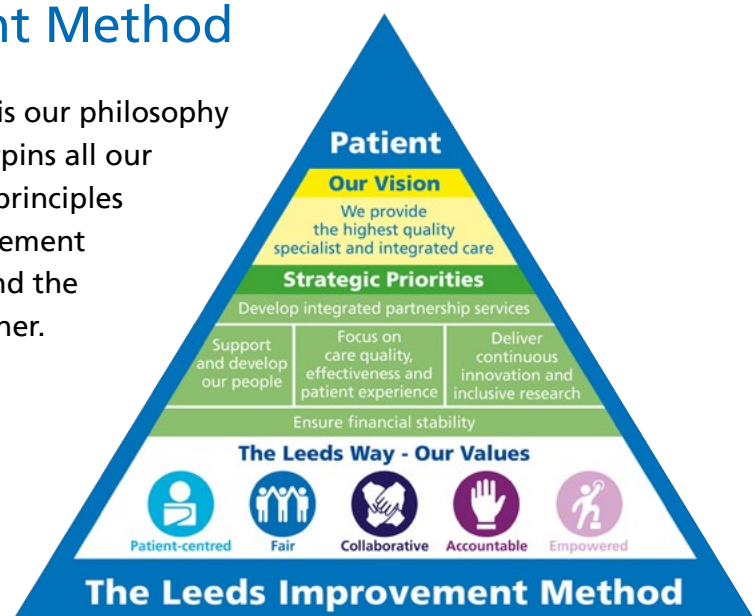 nt Method
is our philosophy
pins all our
principles
ement
nd the
ner.
Patient
Our Vision
We provide
the highest quality
specialist and integrated care
Strategic Priorities
Develop integrated partnership services
Support
and develop
our people
Focus on
care quality,
effectiveness and
patient experience
Deliver
continuous
innovation and
inclusive research
Ensure financial stability
The Leeds Way - Our Values
Patient-centred Fair Collaborative Accountable Empowered
The Leeds Improvement Method